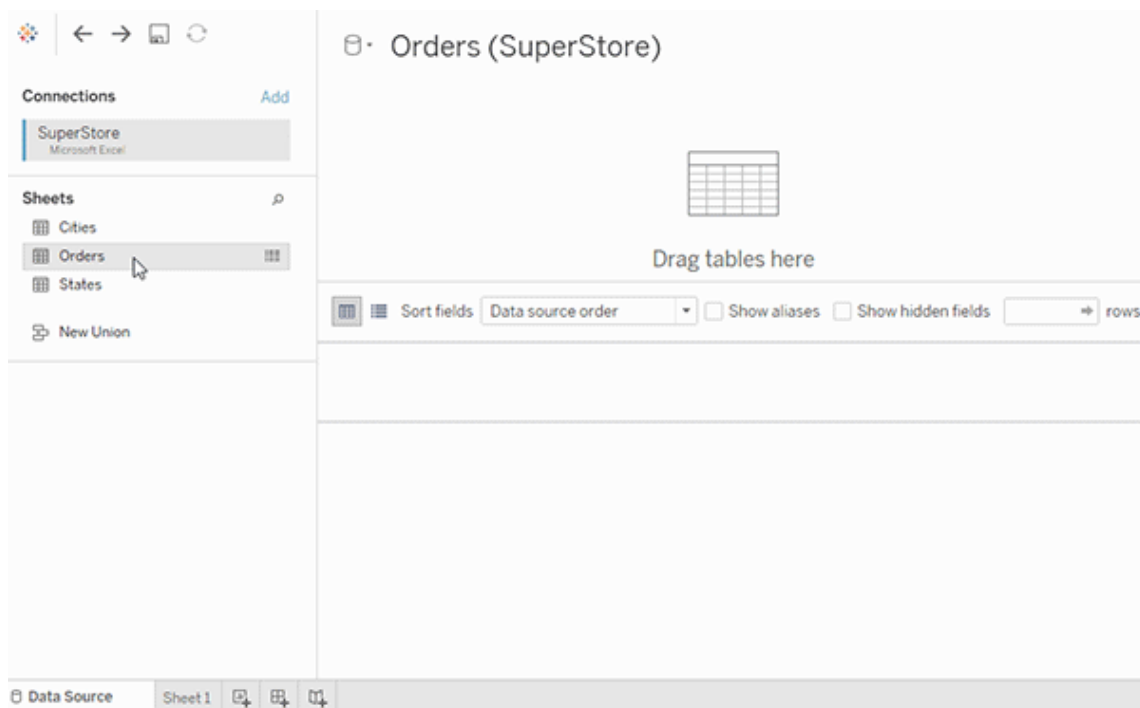 Orders (SuperStore)
Connections
Add
SuperStore
Microsoft Excel
Sheets
Cities
Orders
States
New Union
Drag tables here
Sort fields
Data source order
Show aliases
Show hidden fields
rows
Data Source
Sheet 1